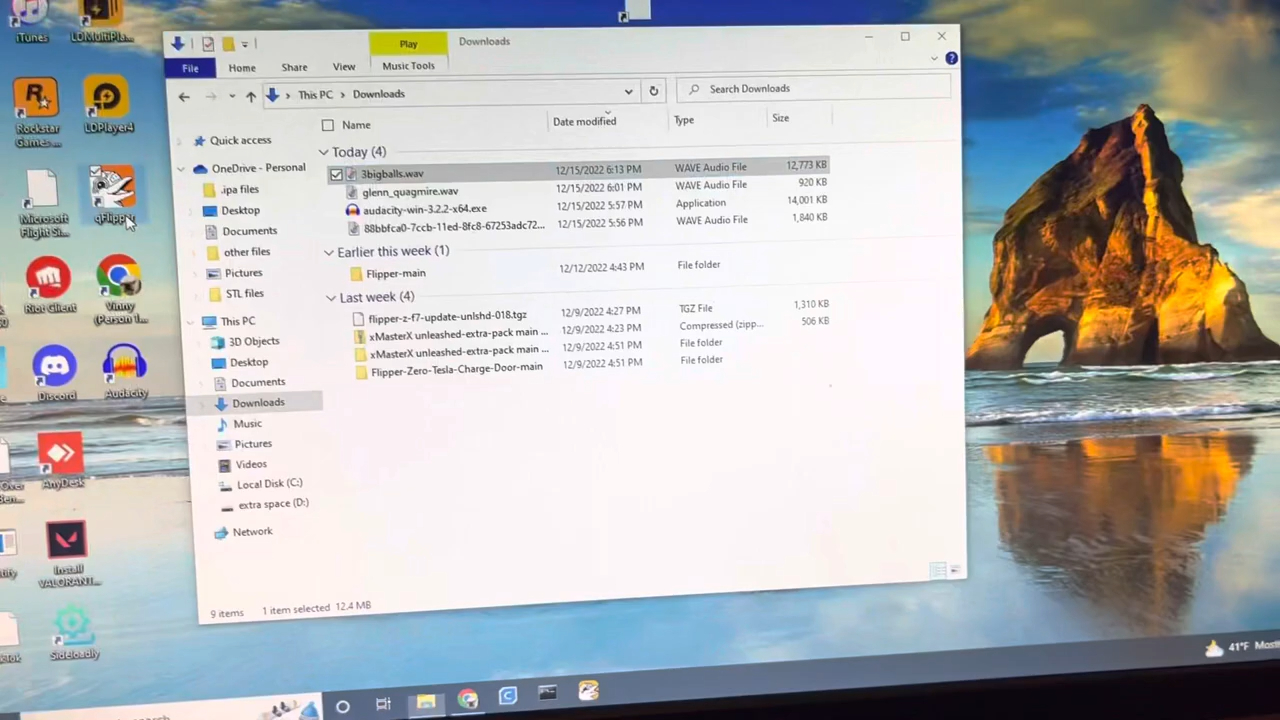 iTunes
LDMultiPla...
Rockstar
Games ...
LDPlayer4
Microsoft
Flight Si...
qFlipper
Riot Client
Vinny
(Person 1...
Discord
Audacity
AnyDesk
Install
VALORANT...
Sideloadly
Play
Downloads
File
Home
Share
View
Music Tools
This PC
Downloads
Search Downloads
Name
Date modified
Type
Size
Quick access
OneDrive - Personal
.ipa files
Desktop
Documents
other files
Pictures
STL files
This PC
3D Objects
Desktop
Documents
Downloads
Music
Pictures
Videos
Local Disk (C:)
extra space (D:)
Network
Today (4)
3bigballs.wav 12/15/2022 6:13 PM WAVE Audio File 12,773 KB
glenn_quagmire.wav 12/15/2022 6:01 PM WAVE Audio File 920 KB
audacity-win-3.2.2-x64.exe 12/15/2022 5:57 PM Application 14,001 KB
88bbfca0-7ccb-11ed-8fc8-67253adc72... 12/15/2022 5:56 PM WAVE Audio File 1,840 KB
Earlier this week (1)
Flipper-main 12/12/2022 4:43 PM File folder
Last week (4)
flipper-z-f7-update-unlshd-018.tgz 12/9/2022 4:27 PM TGZ File 1,310 KB
xMasterX unleashed-extra-pack main ... 12/9/2022 4:23 PM Compressed (zipp... 506 KB
xMasterX unleashed-extra-pack main ... 12/9/2022 4:51 PM File folder
Flipper-Zero-Tesla-Charge-Door-main 12/9/2022 4:51 PM File folder
9 items 1 item selected 12.4 MB
41°F